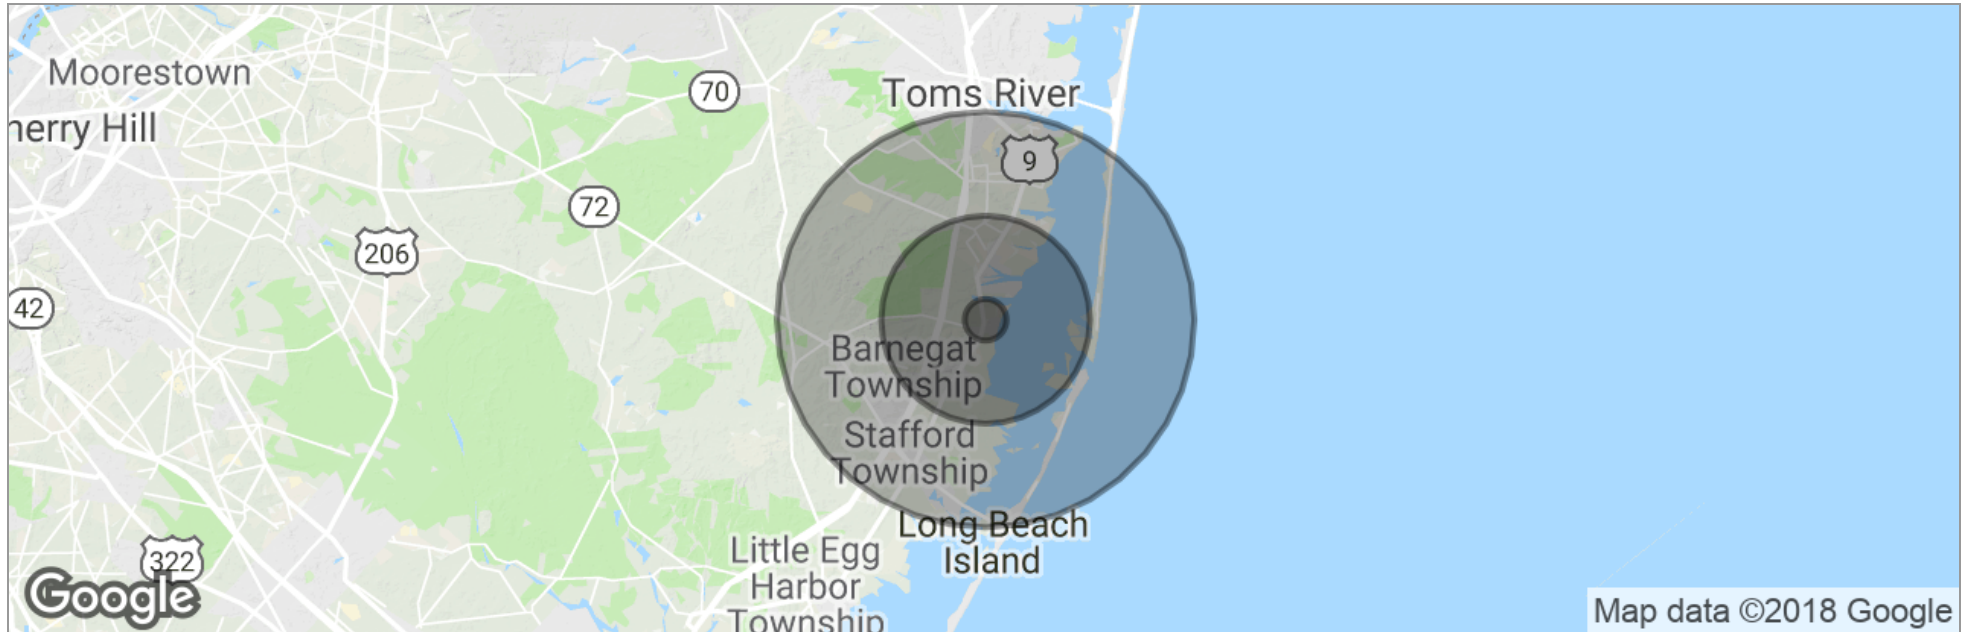 Moorestown
70
Toms River
herry Hill
9
72
206
42
Barnegat
Township
Stafford
Township
Long Beach
Island
322
Little Egg
Harbor
Township
Google
Map data ©2018 Google